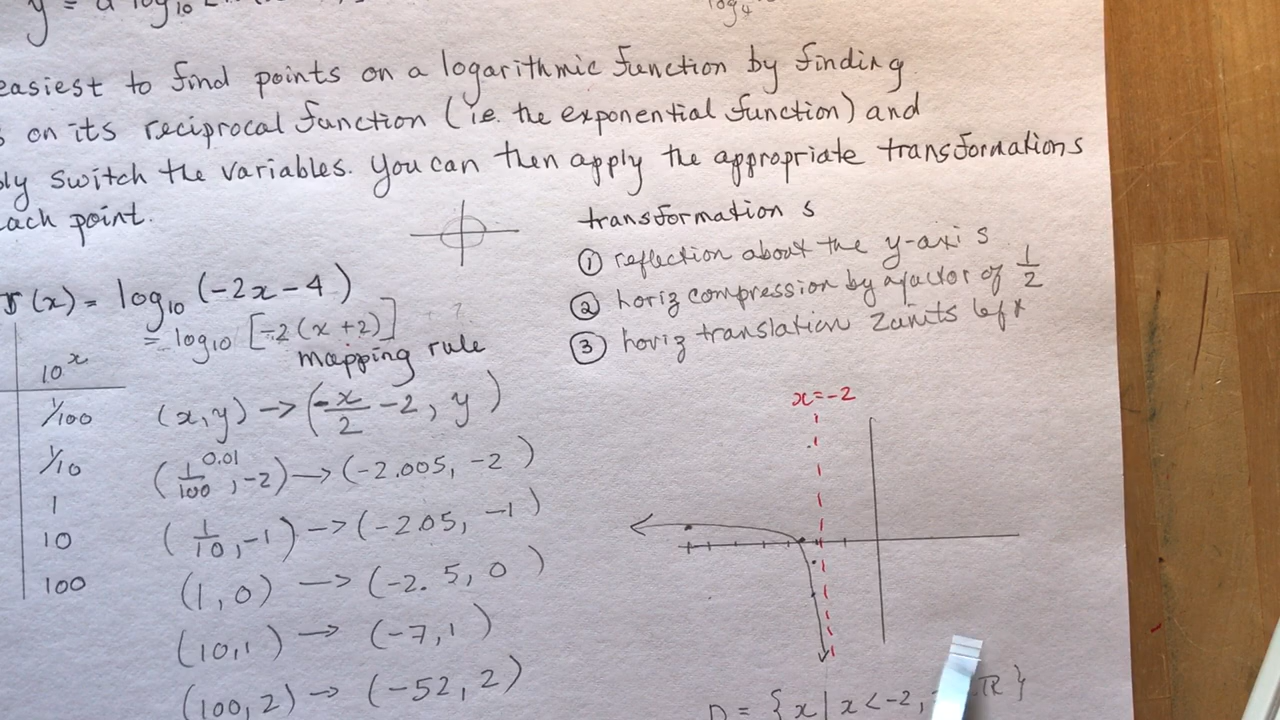 y = a log₁₀
log₄
easiest to find points on a logarithmic function by finding
on its reciprocal function (i.e. the exponential function) and
switch the variables. You can then apply the appropriate transformations
each point.
transformations
① reflection about the y-axis
② horiz compression by a factor of 1/2
③ horiz translation 2 units left
(x) = log₁₀ (-2x-4)
= log₁₀ [-2(x+2)]
mapping rule
10ˣ
(x,y) → (-x/2 -2, y)
1/100
0.01
(1/100, -2) → (-2.005, -2)
1/10
(1/10, -1) → (-2.05, -1)
1
(1, 0) → (-2.5, 0)
10
(10,1) → (-7,1)
100
(100, 2) → (-52, 2)
x=-2
D = {x | x<-2, ℝ}